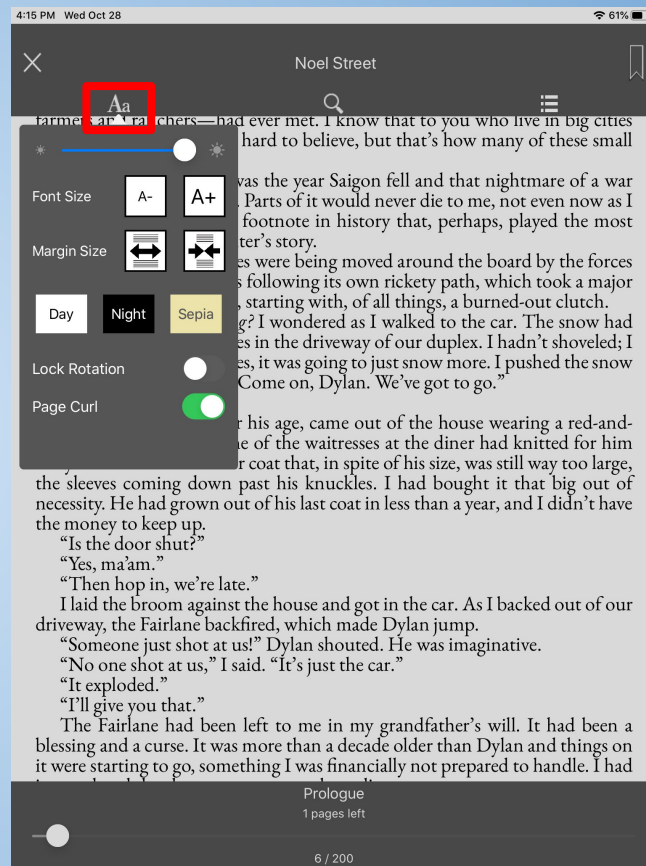 4:15 PM Wed Oct 28
61%
Noel Street
Aa
farmers and ranchers—had ever met. I know that to you who live in big cities
hard to believe, but that's how many of these small
was the year Saigon fell and that nightmare of a war
Font Size A- A+
Parts of it would never die to me, not even now as I
footnote in history that, perhaps, played the most
Margin Size
ter's story.
es were being moved around the board by the forces
s following its own rickety path, which took a major
, starting with, of all things, a burned-out clutch.
Day Night Sepia
g? I wondered as I walked to the car. The snow had
es in the driveway of our duplex. I hadn't shoveled; I
Lock Rotation
es, it was going to just snow more. I pushed the snow
Come on, Dylan. We've got to go.”
Page Curl
r his age, came out of the house wearing a red-and-
ne of the waitresses at the diner had knitted for him
r coat that, in spite of his size, was still way too large,
the sleeves coming down past his knuckles. I had bought it that big out of
necessity. He had grown out of his last coat in less than a year, and I didn't have
the money to keep up.
“Is the door shut?”
“Yes, ma'am.”
“Then hop in, we're late.”
I laid the broom against the house and got in the car. As I backed out of our
driveway, the Fairlane backfired, which made Dylan jump.
“Someone just shot at us!” Dylan shouted. He was imaginative.
“No one shot at us,” I said. “It's just the car.”
“It exploded.”
“I'll give you that.”
The Fairlane had been left to me in my grandfather's will. It had been a
blessing and a curse. It was more than a decade older than Dylan and things on
it were starting to go, something I was financially not prepared to handle. I had
Prologue
1 pages left
6 / 200